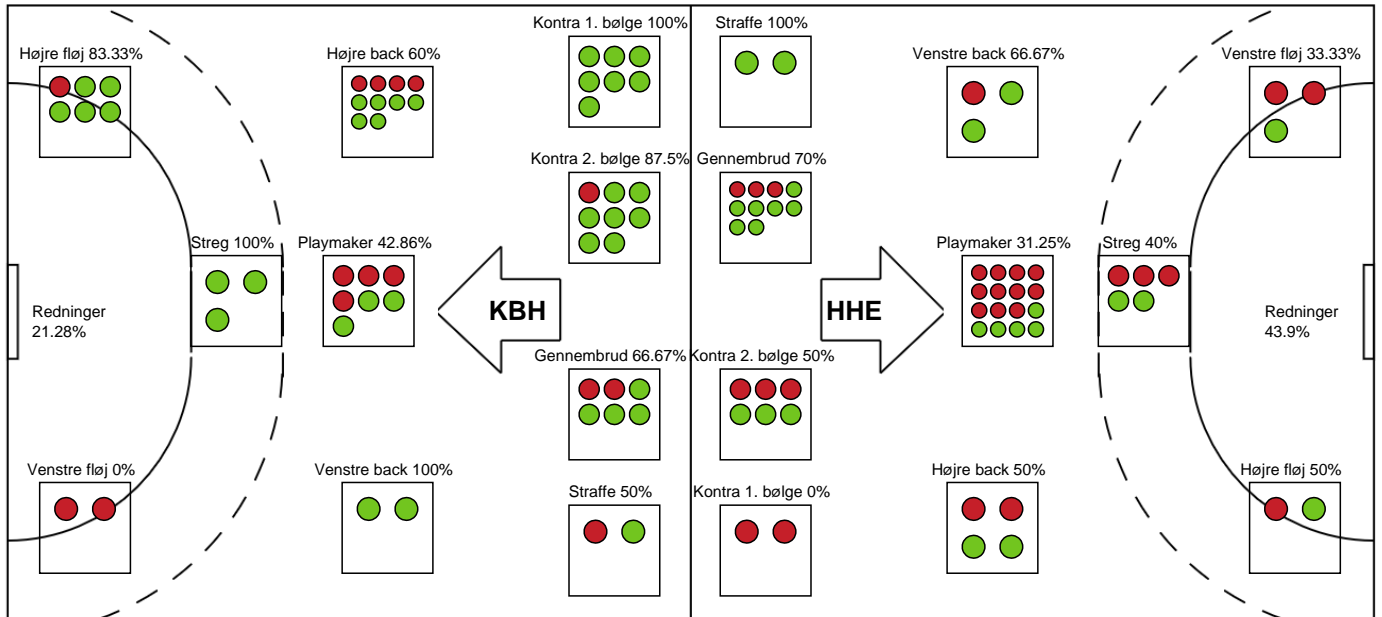 Kontra 1. bølge 100%
Straffe 100%
Højre fløj 83.33%
Højre back 60%
Venstre back 66.67%
Venstre fløj 33.33%
Kontra 2. bølge 87.5%
Gennembrud 70%
Streg 100%
Playmaker 42.86%
Playmaker 31.25%
Streg 40%
Redninger
21.28%
KBH
HHE
Redninger
43.9%
Gennembrud 66.67%
Kontra 2. bølge 50%
Venstre fløj 0%
Venstre back 100%
Højre back 50%
Højre fløj 50%
Straffe 50%
Kontra 1. bølge 0%